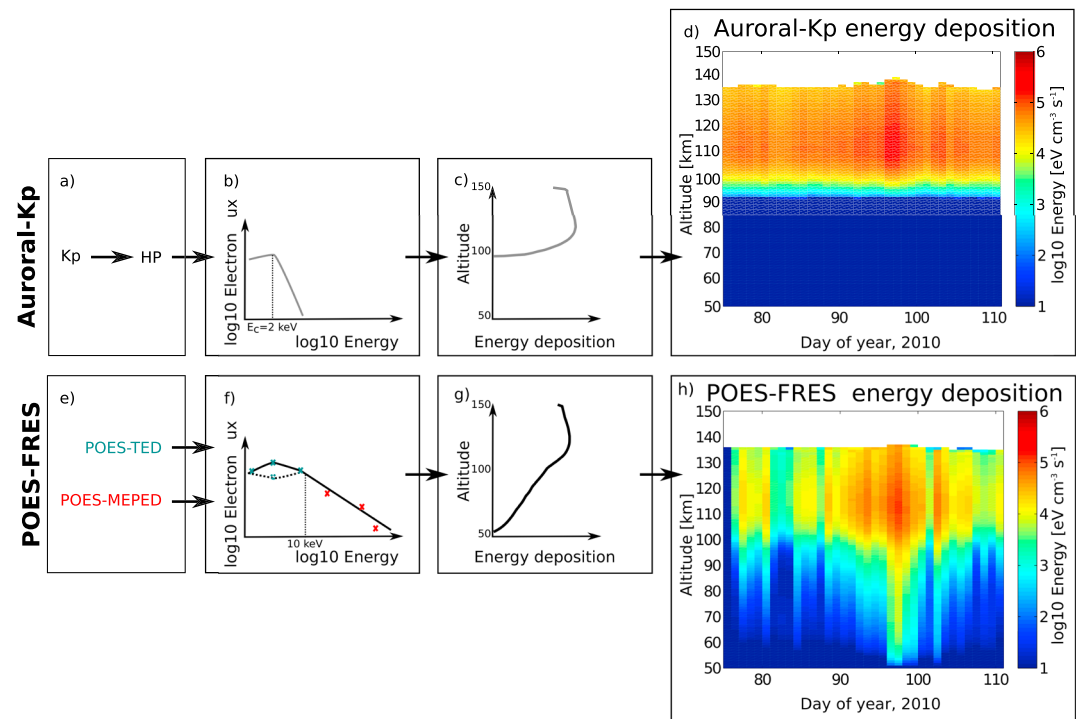 Auroral-Kp
a)
Kp
HP
b)
log10 Electron ux
E_C=2 keV
log10 Energy
c)
150
100
50
Altitude
Energy deposition
d)
Auroral-Kp energy deposition
150
140
130
120
110
100
90
80
70
60
50
Altitude [km]
80
90
100
110
Day of year, 2010
6
5
4
3
2
1
log10 Energy [eV cm⁻³ s⁻¹]
POES-FRES
e)
POES-TED
POES-MEPED
f)
log10 Electron ux
10 keV
log10 Energy
g)
150
100
50
Altitude
Energy deposition
h)
POES-FRES energy deposition
150
140
130
120
110
100
90
80
70
60
50
Altitude [km]
80
90
100
110
Day of year, 2010
6
5
4
3
2
1
log10 Energy [eV cm⁻³ s⁻¹]